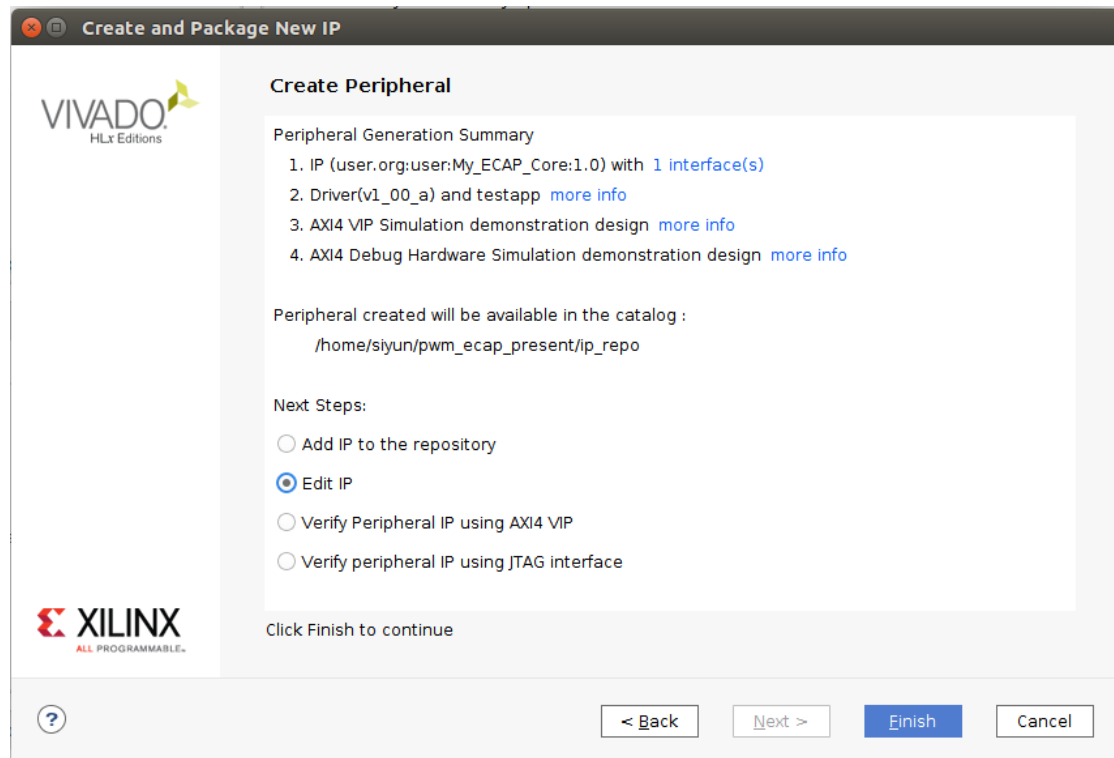 Create and Package New IP
VIVADO.
HLx Editions
Create Peripheral
Peripheral Generation Summary
1. IP (user.org:user:My_ECAP_Core:1.0) with 1 interface(s)
2. Driver(v1_00_a) and testapp more info
3. AXI4 VIP Simulation demonstration design more info
4. AXI4 Debug Hardware Simulation demonstration design more info
Peripheral created will be available in the catalog :
/home/siyun/pwm_ecap_present/ip_repo
Next Steps:
Add IP to the repository
Edit IP
Verify Peripheral IP using AXI4 VIP
Verify peripheral IP using JTAG interface
XILINX
ALL PROGRAMMABLE.
Click Finish to continue
?
< Back
Next >
Finish
Cancel